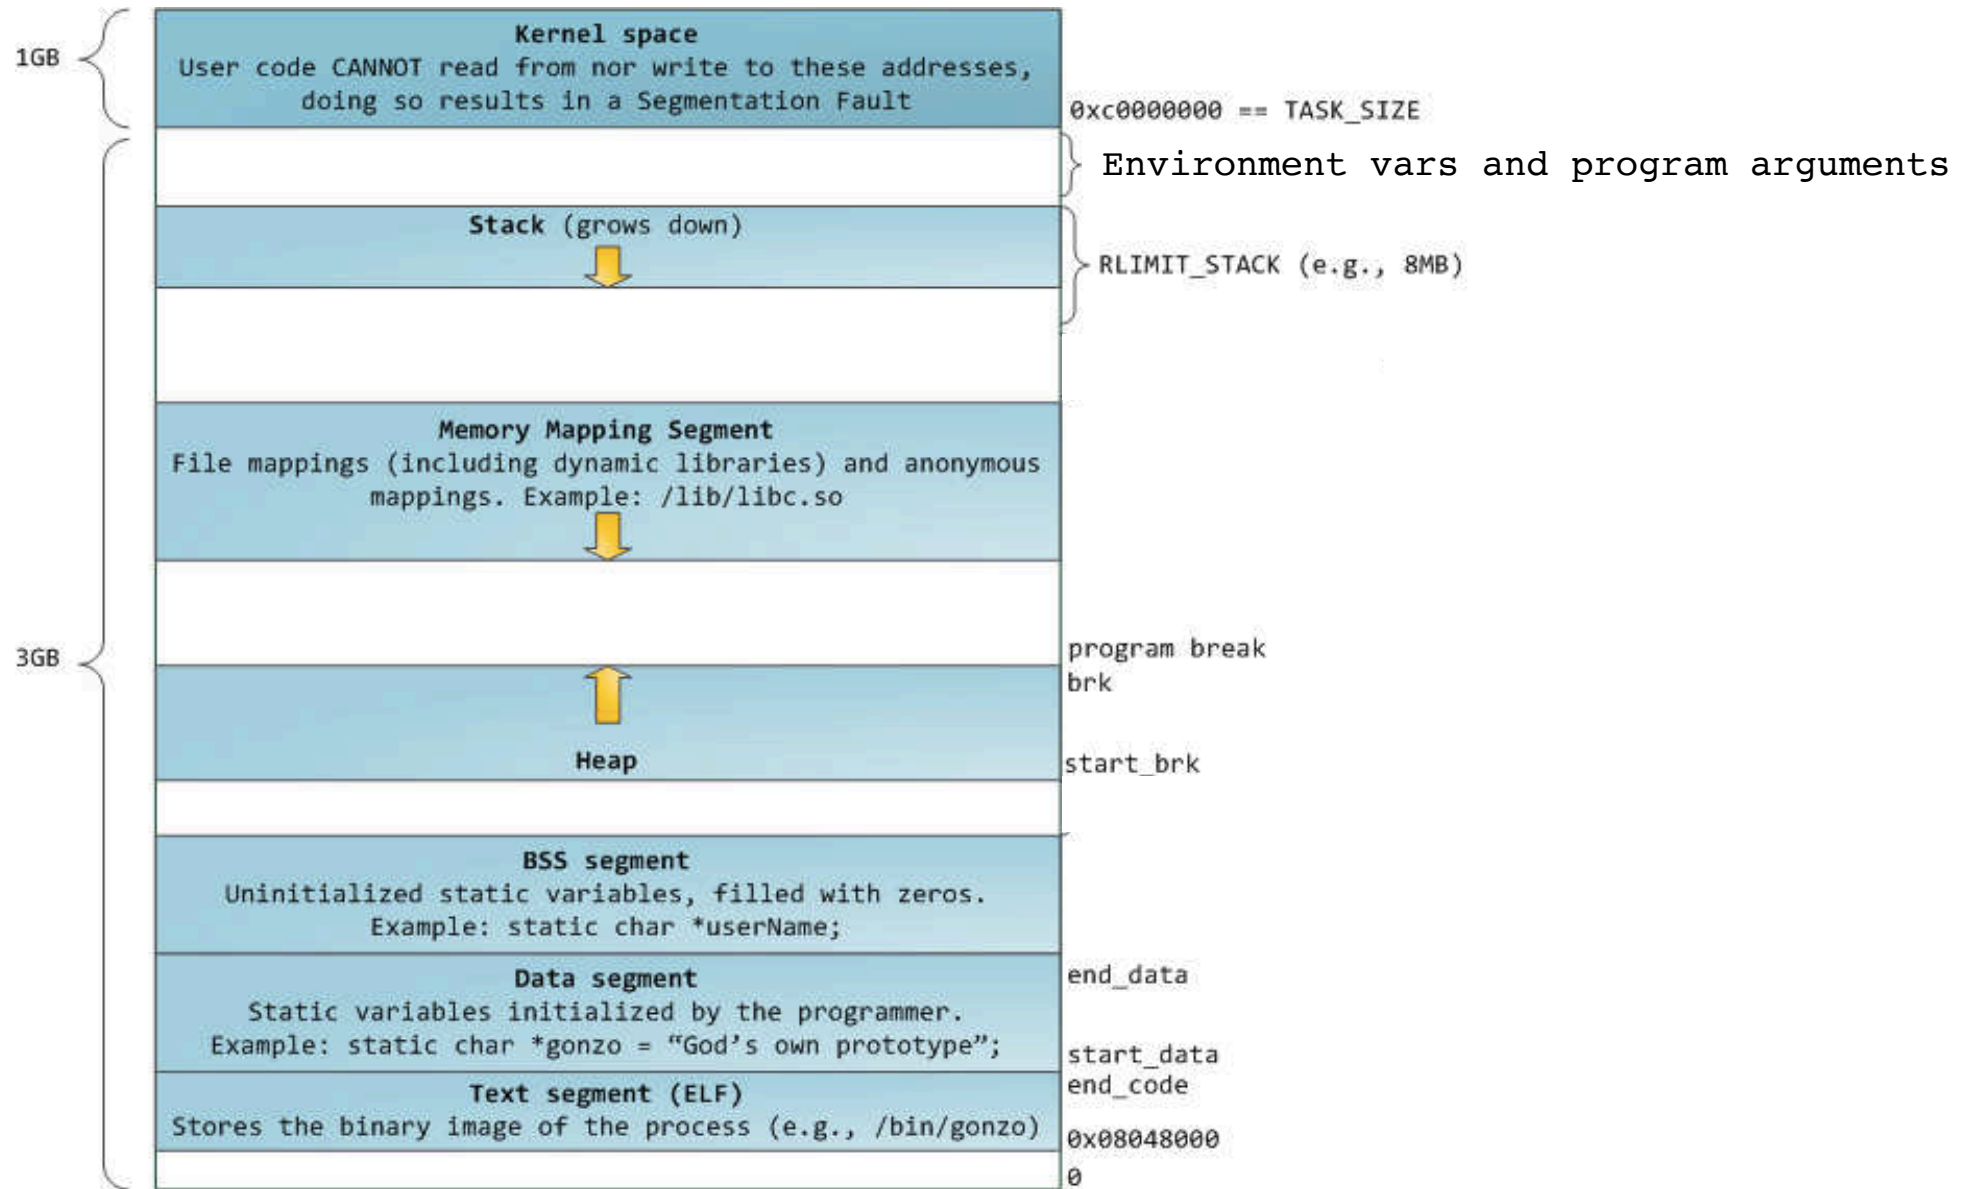 1GB
Kernel space
User code CANNOT read from nor write to these addresses,
doing so results in a Segmentation Fault
0xc0000000 == TASK_SIZE
Environment vars and program arguments
Stack (grows down)
RLIMIT_STACK (e.g., 8MB)
Memory Mapping Segment
File mappings (including dynamic libraries) and anonymous
mappings. Example: /lib/libc.so
3GB
program break
brk
Heap
start_brk
BSS segment
Uninitialized static variables, filled with zeros.
Example: static char *userName;
Data segment
Static variables initialized by the programmer.
Example: static char *gonzo = “God’s own prototype”;
end_data
start_data
end_code
Text segment (ELF)
Stores the binary image of the process (e.g., /bin/gonzo)
0x08048000
0